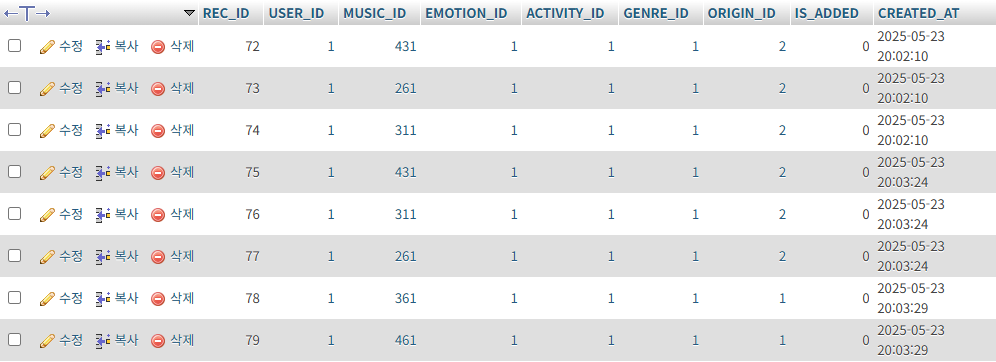 REC_ID USER_ID MUSIC_ID EMOTION_ID ACTIVITY_ID GENRE_ID ORIGIN_ID IS_ADDED CREATED_AT
수정 복사 삭제 72 1 431 1 1 1 2 0 2025-05-23
20:02:10
수정 복사 삭제 73 1 261 1 1 1 2 0 2025-05-23
20:02:10
수정 복사 삭제 74 1 311 1 1 1 2 0 2025-05-23
20:02:10
수정 복사 삭제 75 1 431 1 1 1 2 0 2025-05-23
20:03:24
수정 복사 삭제 76 1 311 1 1 1 2 0 2025-05-23
20:03:24
수정 복사 삭제 77 1 261 1 1 1 2 0 2025-05-23
20:03:24
수정 복사 삭제 78 1 361 1 1 1 1 0 2025-05-23
20:03:29
수정 복사 삭제 79 1 461 1 1 1 1 0 2025-05-23
20:03:29